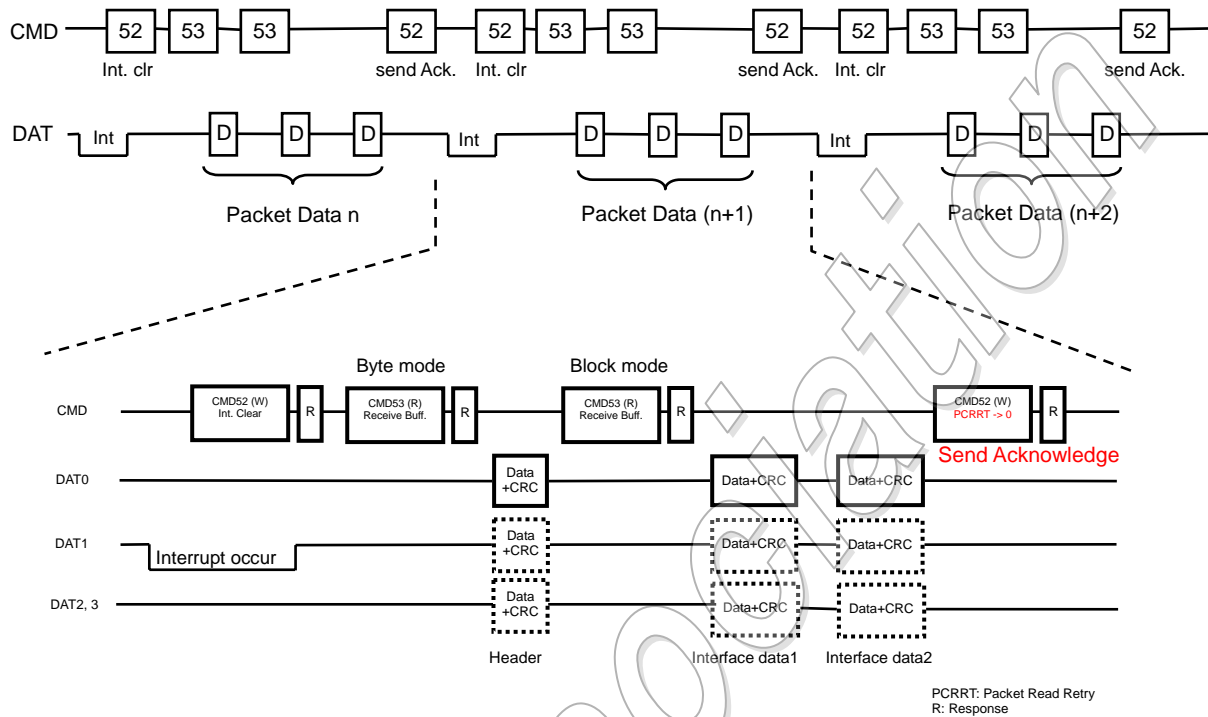 CMD 52 53 53 52 52 53 53 52 52 53 53 52
Int. clr send Ack. Int. clr send Ack. Int. clr send Ack.
DAT Int D D D Int D D D Int D D D
Packet Data n Packet Data (n+1) Packet Data (n+2)
Byte mode Block mode
CMD
CMD52 (W)
Int. Clear
R
CMD53 (R)
Receive Buff.
R
CMD53 (R)
Receive Buff.
R
CMD52 (W)
PCRRT -> 0
R
Send Acknowledge
DAT0
Data
+CRC
Data+CRC
Data+CRC
DAT1
Interrupt occur
Data
+CRC
Data+CRC
Data+CRC
DAT2, 3
Data
+CRC
Data+CRC
Data+CRC
Header Interface data1 Interface data2
PCRRT: Packet Read Retry
R: Response
ociation